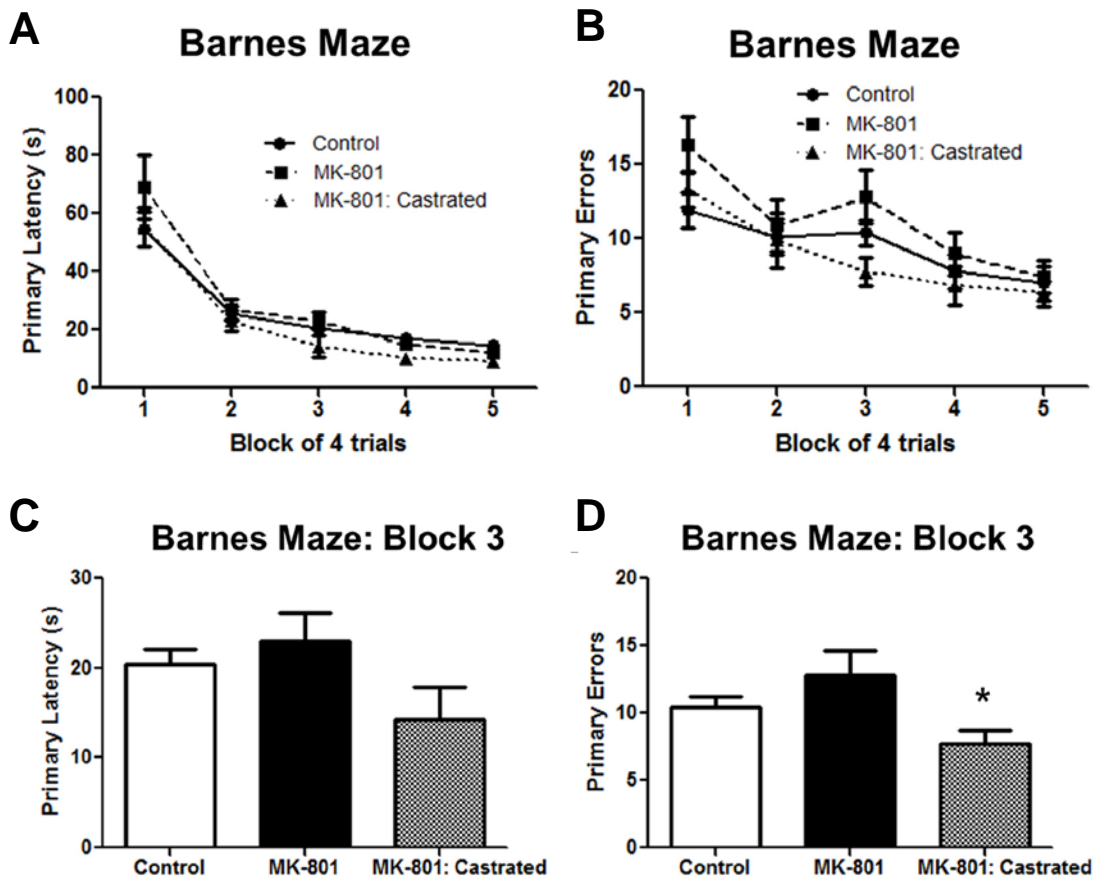 A
Barnes Maze
Primary Latency (s)
100
80
60
40
20
0
Control
MK-801
MK-801: Castrated
1 2 3 4 5
Block of 4 trials
B
Barnes Maze
Primary Errors
20
15
10
5
0
Control
MK-801
MK-801: Castrated
1 2 3 4 5
Block of 4 trials
C
Barnes Maze: Block 3
Primary Latency (s)
30
20
10
0
Control MK-801 MK-801: Castrated
D
Barnes Maze: Block 3
Primary Errors
20
15
10
5
0
*
Control MK-801 MK-801: Castrated